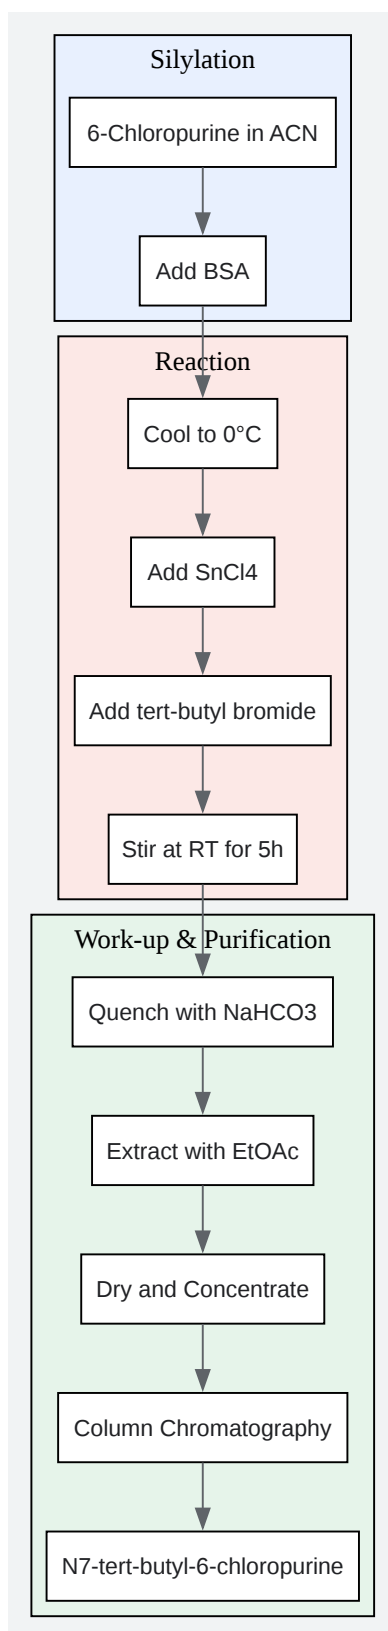 Silylation
6-Chloropurine in ACN
Add BSA
Reaction
Cool to 0°C
Add SnCl4
Add tert-butyl bromide
Stir at RT for 5h
Work-up & Purification
Quench with NaHCO3
Extract with EtOAc
Dry and Concentrate
Column Chromatography
N7-tert-butyl-6-chloropurine